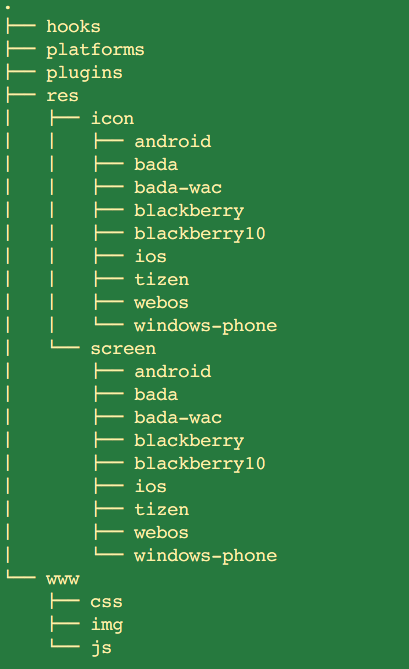 .
├── hooks
├── platforms
├── plugins
├── res
│   ├── icon
│   │   ├── android
│   │   ├── bada
│   │   ├── bada-wac
│   │   ├── blackberry
│   │   ├── blackberry10
│   │   ├── ios
│   │   ├── tizen
│   │   ├── webos
│   │   └── windows-phone
│   └── screen
│       ├── android
│       ├── bada
│       ├── bada-wac
│       ├── blackberry
│       ├── blackberry10
│       ├── ios
│       ├── tizen
│       ├── webos
│       └── windows-phone
└── www
    ├── css
    ├── img
    └── js